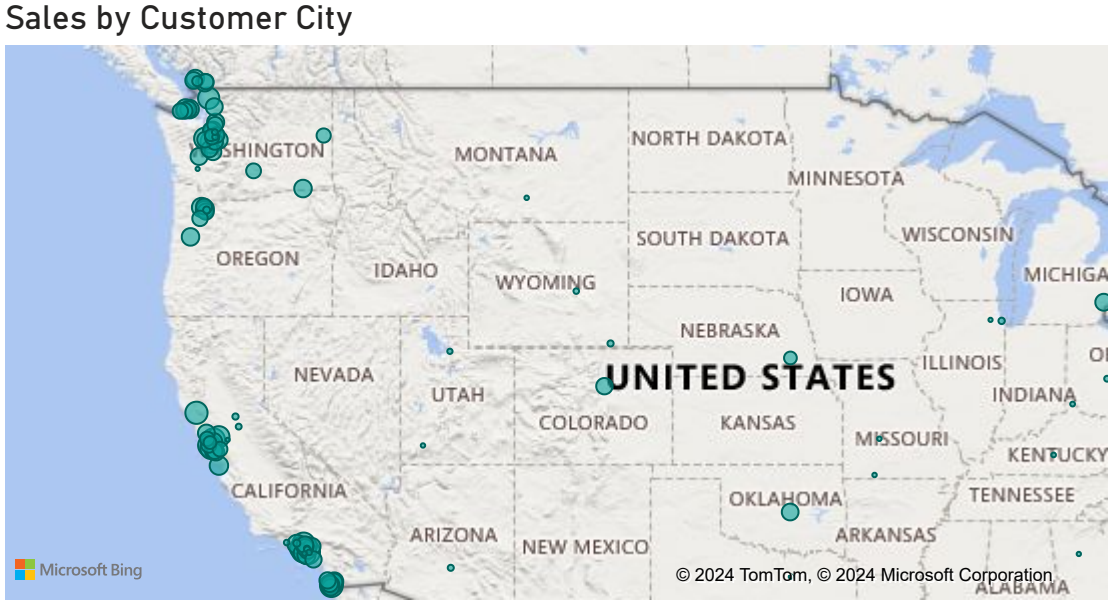 Sales by Customer City
NORTH DAKOTA
MONTANA
SHINGTON
MINNESOTA
SOUTH DAKOTA
WISCONSIN
OREGON
IDAHO
MICHIGA
WYOMING
IOWA
NEBRASKA
ILLINOIS
UNITED STATES
NEVADA
UTAH
INDIANA
COLORADO
KANSAS
MISSOURI
KENTUCKY
CALIFORNIA
OKLAHOMA
TENNESSEE
ARIZONA
NEW MEXICO
ARKANSAS
Microsoft Bing
© 2024 TomTom, © 2024 Microsoft Corporation
ALABAMA